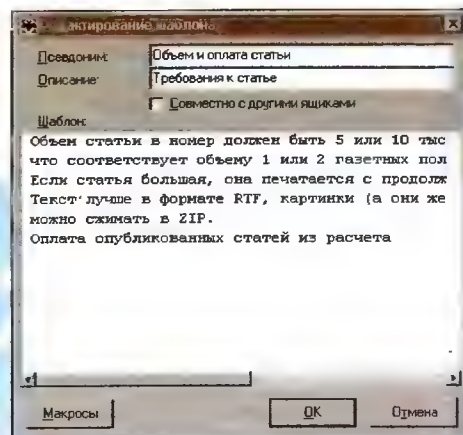 Редактирование шаблона
Псевдоним: Объем и оплата статьи
Описание: Требования к статье
Совместно с другими ящиками
Шаблон:
Объем статьи в номер должен быть 5 или 10 тыс
что соответствует объему 1 или 2 газетных пол
Если статья большая, она печатается с продолж
Текст лучше в формате RTF, картинки (а они же
можно сжимать в ZIP.
Оплата опубликованных статей из расчета
Макросы OK Отмена